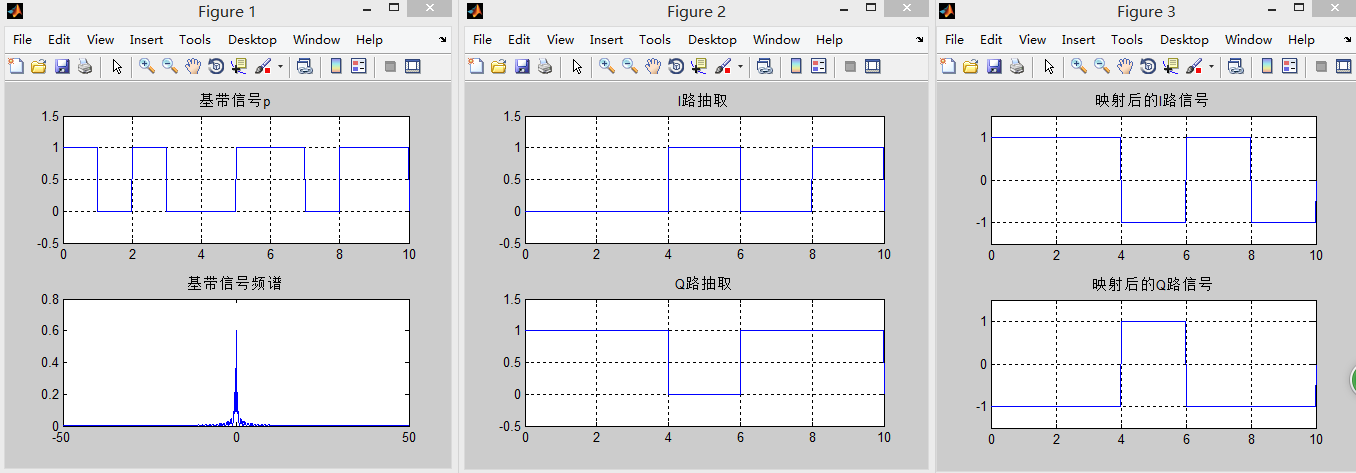 Figure 1
File Edit View Insert Tools Desktop Window Help
基带信号p
1.5
1
0.5
0
-0.5
0 2 4 6 8 10
基带信号频谱
0.8
0.6
0.4
0.2
0
-50 0 50
Figure 2
File Edit View Insert Tools Desktop Window Help
I路抽取
1.5
1
0.5
0
-0.5
0 2 4 6 8 10
Q路抽取
1.5
1
0.5
0
-0.5
0 2 4 6 8 10
Figure 3
File Edit View Insert Tools Desktop Window Help
映射后的I路信号
1
0
-1
0 2 4 6 8 10
映射后的Q路信号
1
0
-1
0 2 4 6 8 10